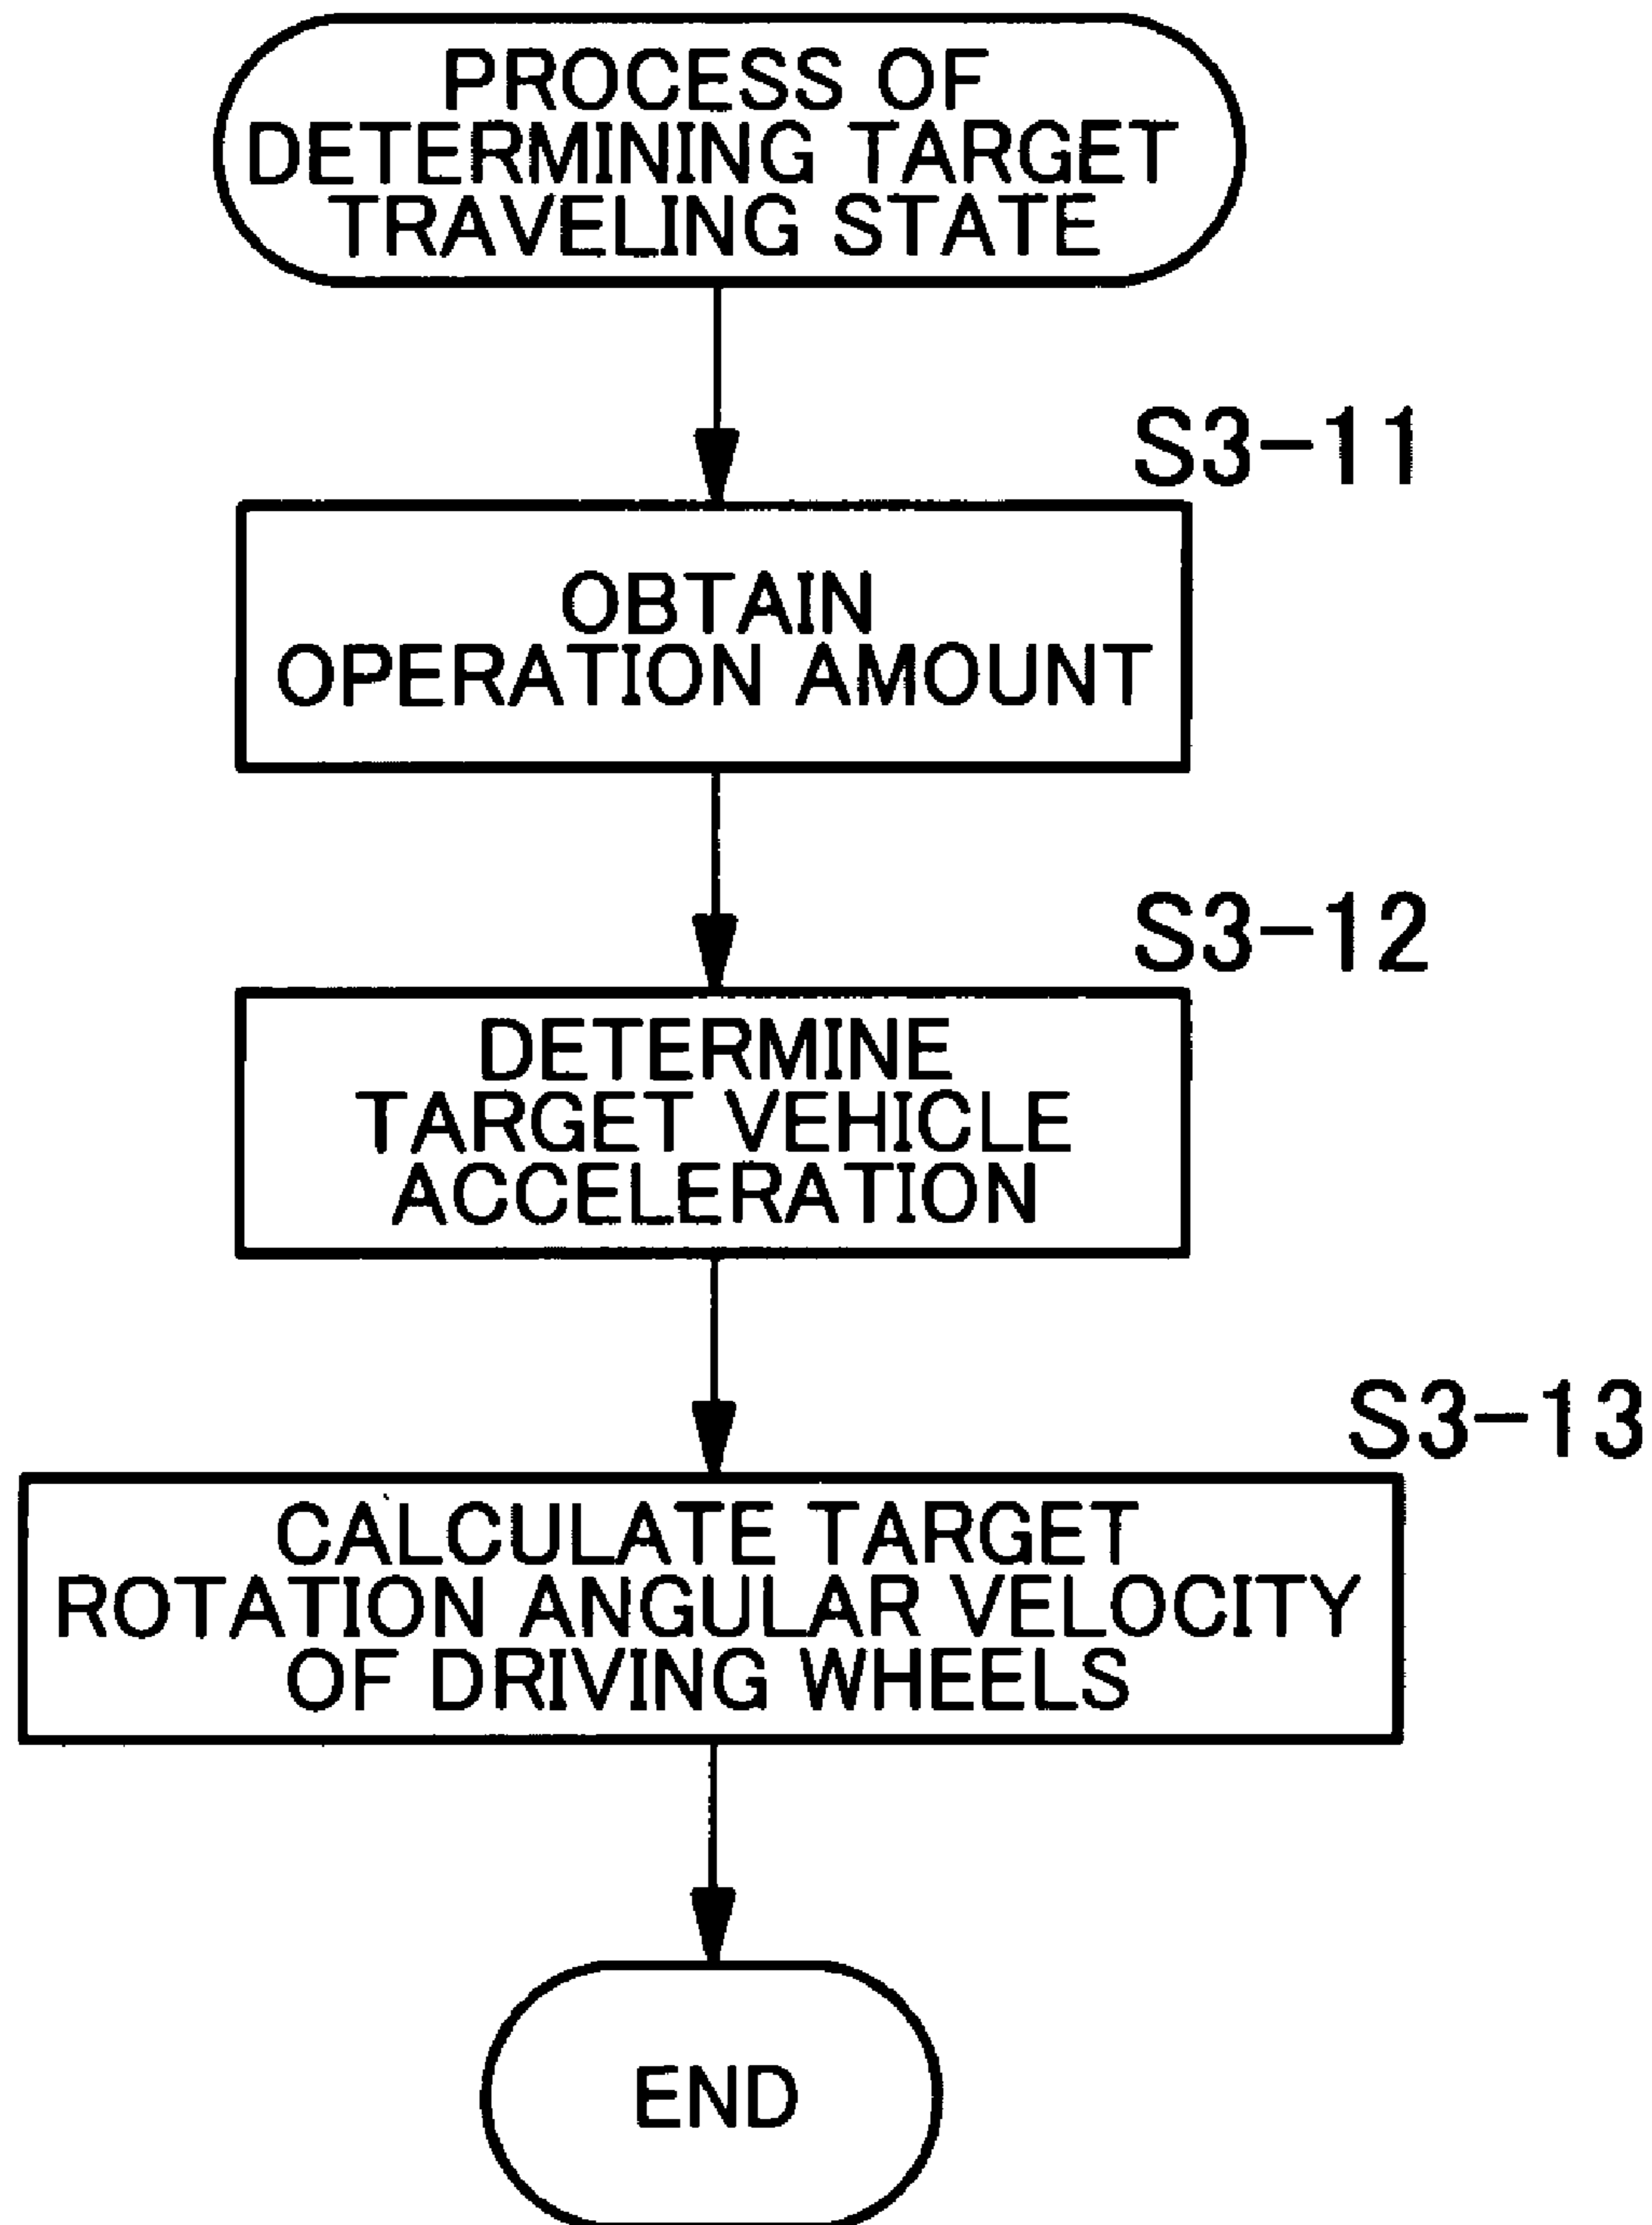 PROCESS OF
DETERMINING TARGET
TRAVELING STATE
S3-11
OBTAIN
OPERATION AMOUNT
S3-12
DETERMINE
TARGET VEHICLE
ACCELERATION
S3-13
CALCULATE TARGET
ROTATION ANGULAR VELOCITY
OF DRIVING WHEELS
END